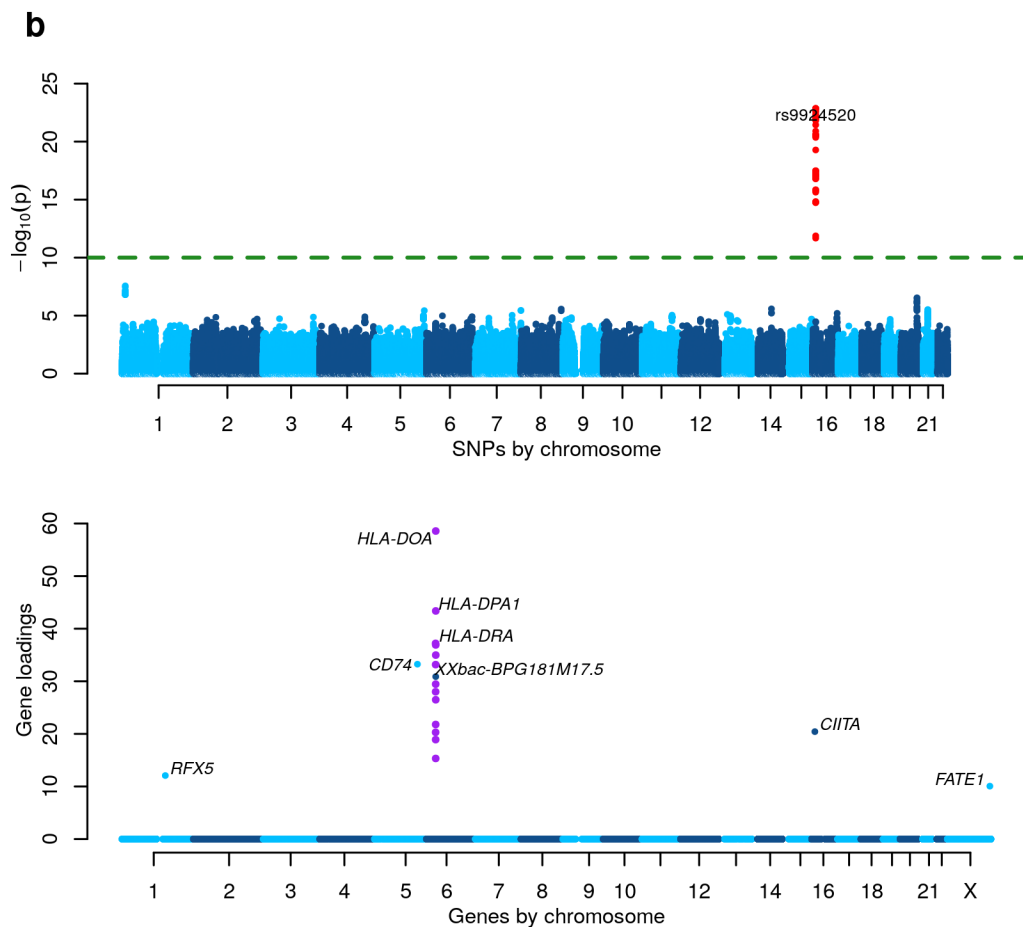 b
25
20
15
10
5
0
−log10(p)
rs9924520
1 2 3 4 5 6 7 8 9 10 12 14 16 18 21
SNPs by chromosome
60
50
40
30
20
10
0
Gene loadings
HLA-DOA
HLA-DPA1
HLA-DRA
CD74
XXbac-BPG181M17.5
CIITA
RFX5
FATE1
1 2 3 4 5 6 7 8 9 10 12 14 16 18 21 X
Genes by chromosome